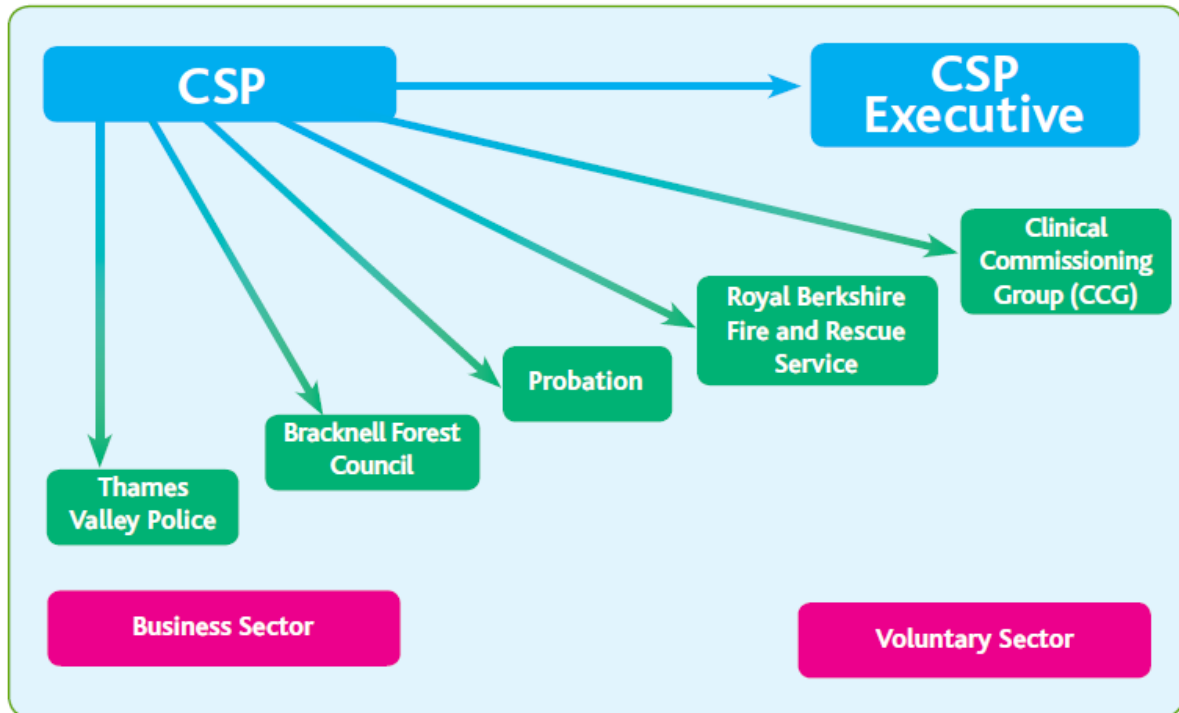 CSP
CSP
Executive
Clinical
Commissioning
Group (CCG)
Royal Berkshire
Fire and Rescue
Service
Probation
Bracknell Forest
Council
Thames
Valley Police
Business Sector
Voluntary Sector